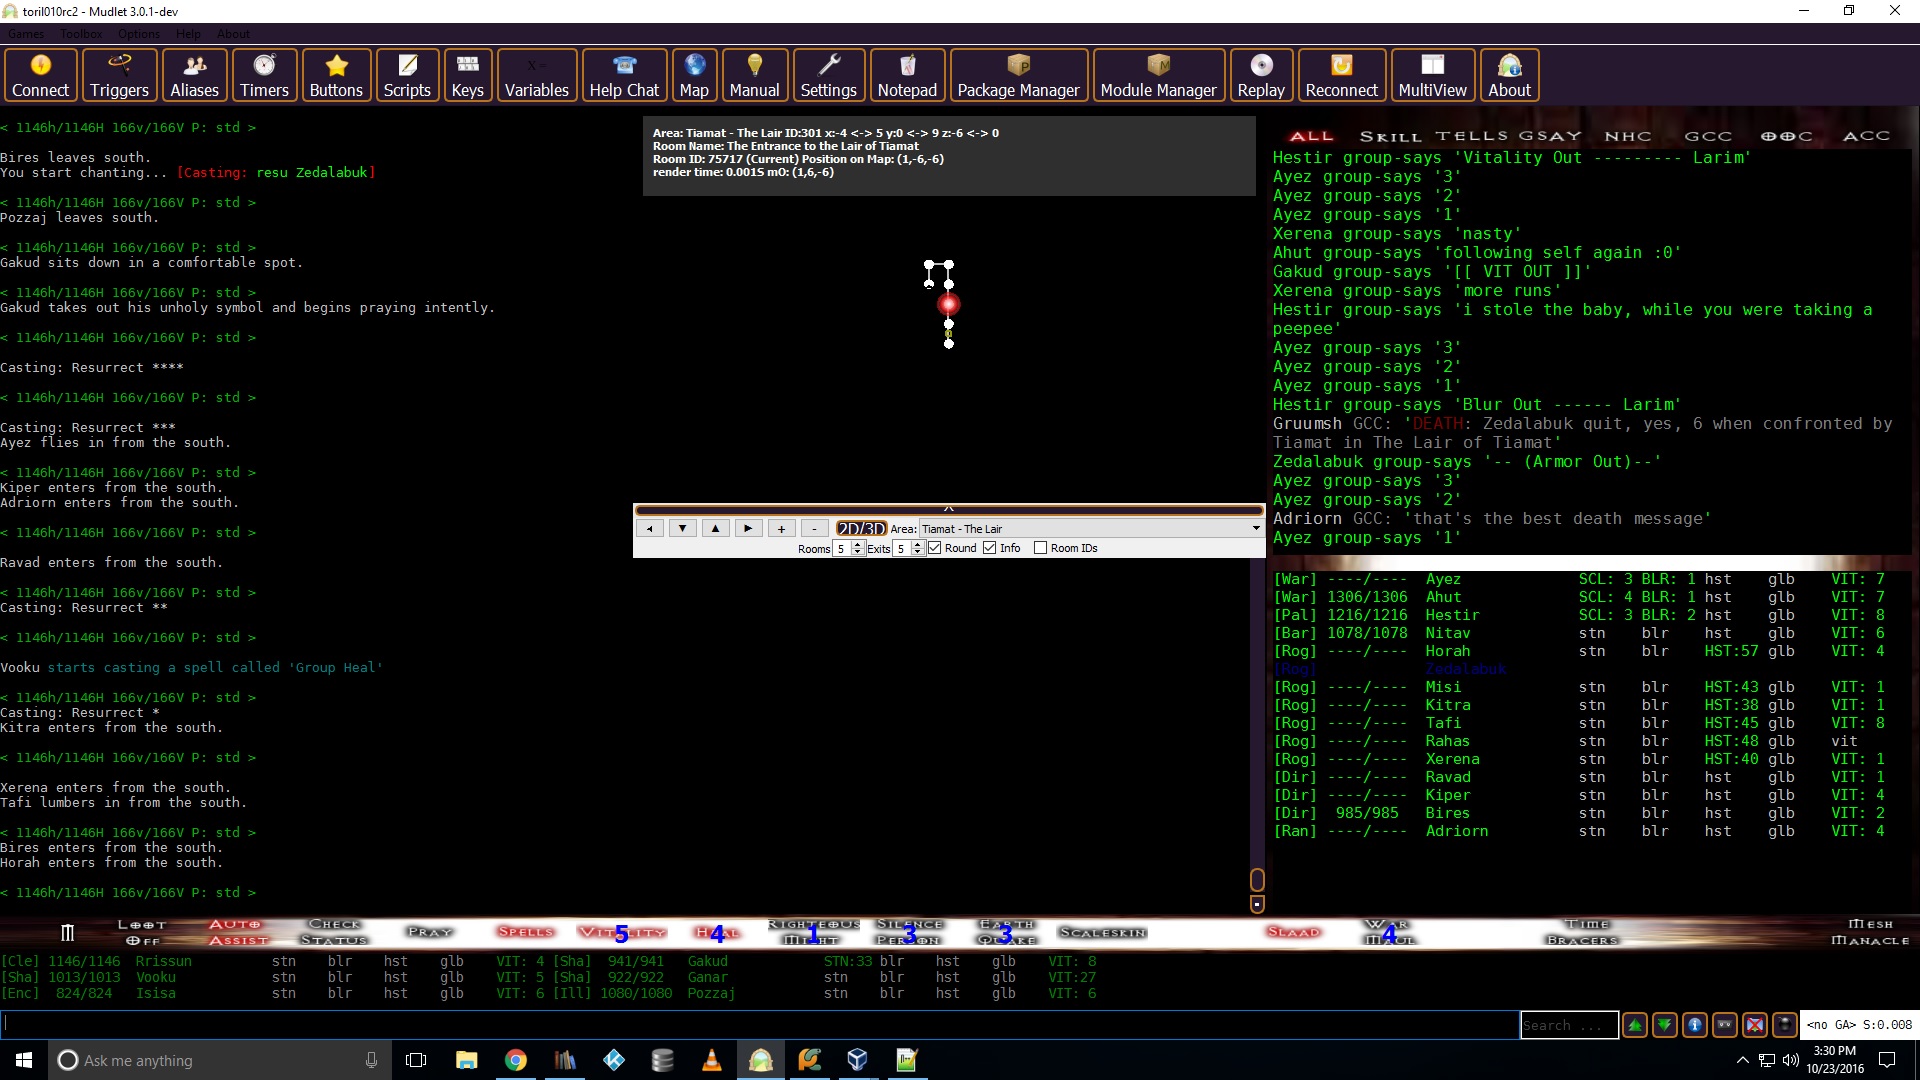 toril010rc2 - Mudlet 3.0.1-dev
Games Toolbox Options Help About
Connect Triggers Aliases Timers Buttons Scripts Keys Variables Help Chat Map Manual Settings Notepad Package Manager Module Manager Replay Reconnect MultiView About
< 1146h/1146H 166v/166V P: std >
Bires leaves south.
You start chanting... [Casting: resu Zedalabuk]
< 1146h/1146H 166v/166V P: std >
Pozzaj leaves south.
< 1146h/1146H 166v/166V P: std >
Gakud sits down in a comfortable spot.
< 1146h/1146H 166v/166V P: std >
Gakud takes out his unholy symbol and begins praying intently.
< 1146h/1146H 166v/166V P: std >
Casting: Resurrect ****
< 1146h/1146H 166v/166V P: std >
Casting: Resurrect ***
Ayez flies in from the south.
< 1146h/1146H 166v/166V P: std >
Kiper enters from the south.
Adriorn enters from the south.
< 1146h/1146H 166v/166V P: std >
Ravad enters from the south.
< 1146h/1146H 166v/166V P: std >
Casting: Resurrect **
< 1146h/1146H 166v/166V P: std >
Vooku starts casting a spell called 'Group Heal'
< 1146h/1146H 166v/166V P: std >
Casting: Resurrect *
Kitra enters from the south.
< 1146h/1146H 166v/166V P: std >
Xerena enters from the south.
Tafi lumbers in from the south.
< 1146h/1146H 166v/166V P: std >
Bires enters from the south.
Horah enters from the south.
< 1146h/1146H 166v/166V P: std >
Area: Tiamat - The Lair ID:301 x:-4 <-> 5 y:0 <-> 9 z:-6 <-> 0
Room Name: The Entrance to the Lair of Tiamat
Room ID: 75717 (Current) Position on Map: (1,-6,-6)
render time: 0.001S mO: (1,6,-6)
^
+ - 2D/3D Area: Tiamat - The Lair
Rooms 5 Exits 5 Round Info Room IDs
ALL SKILL TELLS GSAY NHC GCC OOC ACC
Hestir group-says 'Vitality Out --------- Larim'
Ayez group-says '3'
Ayez group-says '2'
Ayez group-says '1'
Xerena group-says 'nasty'
Ahut group-says 'following self again :0'
Gakud group-says '[[ VIT OUT ]]'
Xerena group-says 'more runs'
Hestir group-says 'i stole the baby, while you were taking a
peepee'
Ayez group-says '3'
Ayez group-says '2'
Ayez group-says '1'
Hestir group-says 'Blur Out ------ Larim'
Gruumsh GCC: 'DEATH: Zedalabuk quit, yes, 6 when confronted by
Tiamat in The Lair of Tiamat'
Zedalabuk group-says '-- (Armor Out)--'
Ayez group-says '3'
Ayez group-says '2'
Adriorn GCC: 'that's the best death message'
Ayez group-says '1'
[War] ----/---- Ayez SCL: 3 BLR: 1 hst glb VIT: 7
[War] 1306/1306 Ahut SCL: 4 BLR: 1 hst glb VIT: 7
[Pal] 1216/1216 Hestir SCL: 3 BLR: 2 hst glb VIT: 8
[Bar] 1078/1078 Nitav stn blr hst glb VIT: 6
[Rog] ----/---- Horah stn blr HST:57 glb VIT: 4
[Rog] Zedalabuk
[Rog] ----/---- Misi stn blr HST:43 glb VIT: 1
[Rog] ----/---- Kitra stn blr HST:38 glb VIT: 1
[Rog] ----/---- Tafi stn blr HST:45 glb VIT: 8
[Rog] ----/---- Rahas stn blr HST:48 glb vit
[Rog] ----/---- Xerena stn blr HST:40 glb VIT: 1
[Dir] ----/---- Ravad stn blr hst glb VIT: 1
[Dir] ----/---- Kiper stn blr hst glb VIT: 4
[Dir] 985/985 Bires stn blr hst glb VIT: 2
[Ran] ----/---- Adriorn stn blr hst glb VIT: 4
Loot Auto Check Righteous Silence Earth War Time Mesh
Pray Spells Vitality 5 Heal 4 1 3 3 Scaleskin Slaad 4
Off Assist Status Might Person Quake Maul Bracers Manacle
[Cle] 1146/1146 Rrissun stn blr hst glb VIT: 4 [Sha] 941/941 Gakud STN:33 blr hst glb VIT: 8
[Sha] 1013/1013 Vooku stn blr hst glb VIT: 5 [Sha] 922/922 Ganar stn blr hst glb VIT:27
[Enc] 824/824 Isisa stn blr hst glb VIT: 6 [Ill] 1080/1080 Pozzaj stn blr hst glb VIT: 6
Search ... <no GA> S:0.008
Ask me anything
3:30 PM
10/23/2016